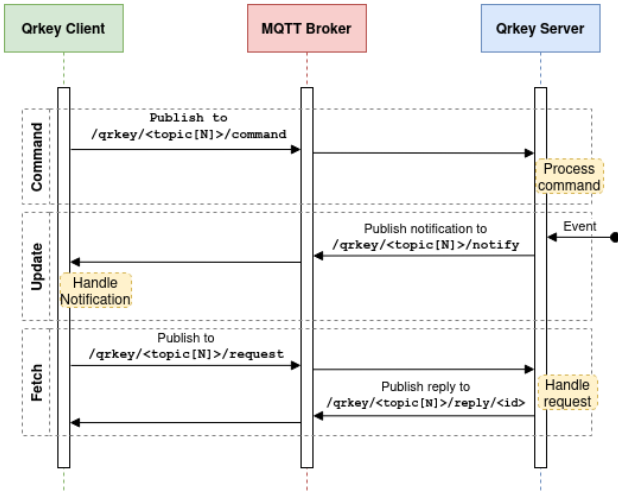 Qrkey Client
MQTT Broker
Qrkey Server
Command
Publish to
/qrkey/<topic[N]>/command
Process
command
Update
Event
Publish notification to
/qrkey/<topic[N]>/notify
Handle
Notification
Fetch
Publish to
/qrkey/<topic[N]>/request
Publish reply to
/qrkey/<topic[N]>/reply/<id>
Handle
request